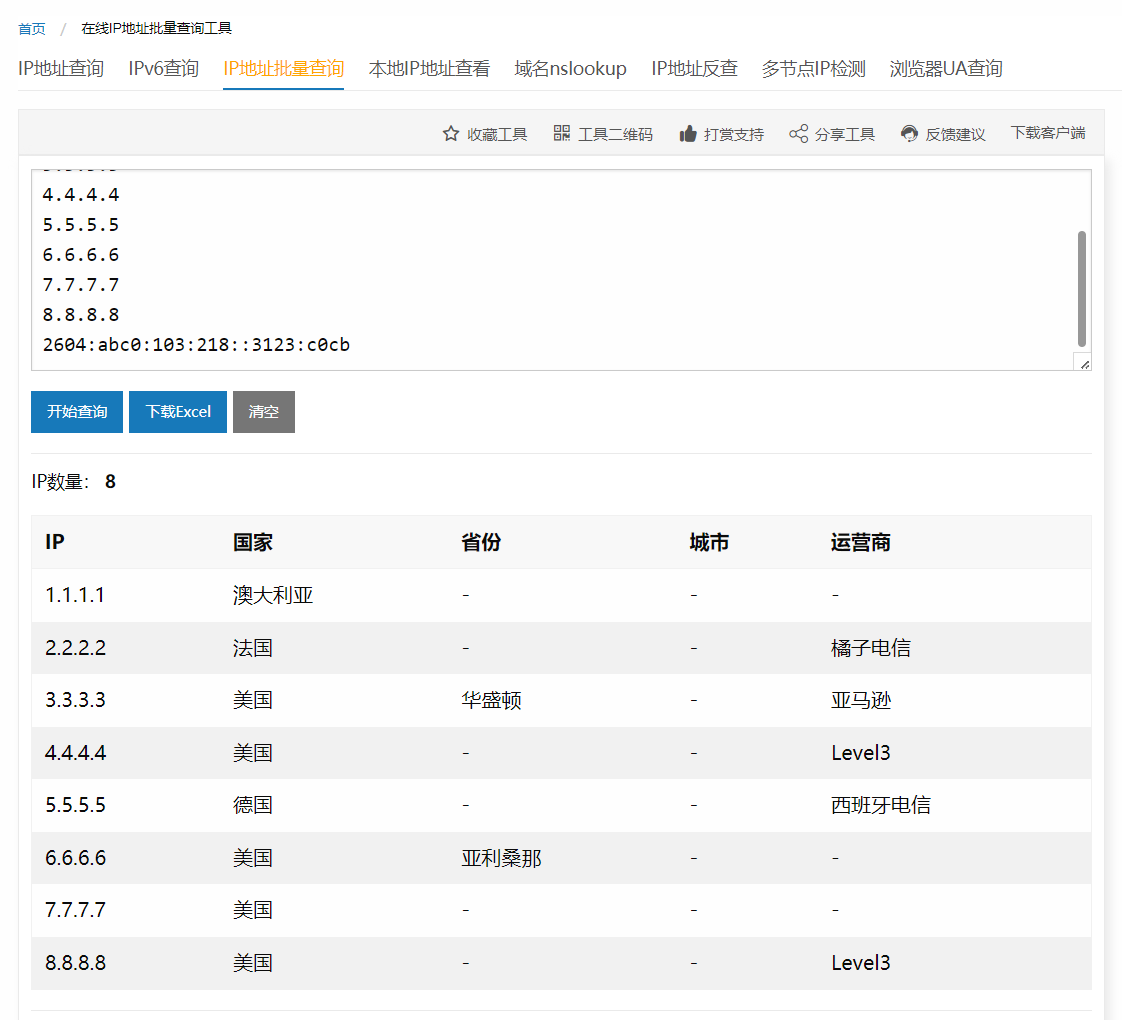 首页 / 在线IP地址批量查询工具
IP地址查询 IPv6查询 IP地址批量查询 本地IP地址查看 域名nslookup IP地址反查 多节点IP检测 浏览器UA查询
收藏工具 工具二维码 打赏支持 分享工具 反馈建议 下载客户端
4.4.4.4
5.5.5.5
6.6.6.6
7.7.7.7
8.8.8.8
2604:abc0:103:218::3123:c0cb
开始查询 下载Excel 清空
IP数量： 8
IP 国家 省份 城市 运营商
1.1.1.1 澳大利亚 - - -
2.2.2.2 法国 - - 橘子电信
3.3.3.3 美国 华盛顿 - 亚马逊
4.4.4.4 美国 - - Level3
5.5.5.5 德国 - - 西班牙电信
6.6.6.6 美国 亚利桑那 - -
7.7.7.7 美国 - - -
8.8.8.8 美国 - - Level3